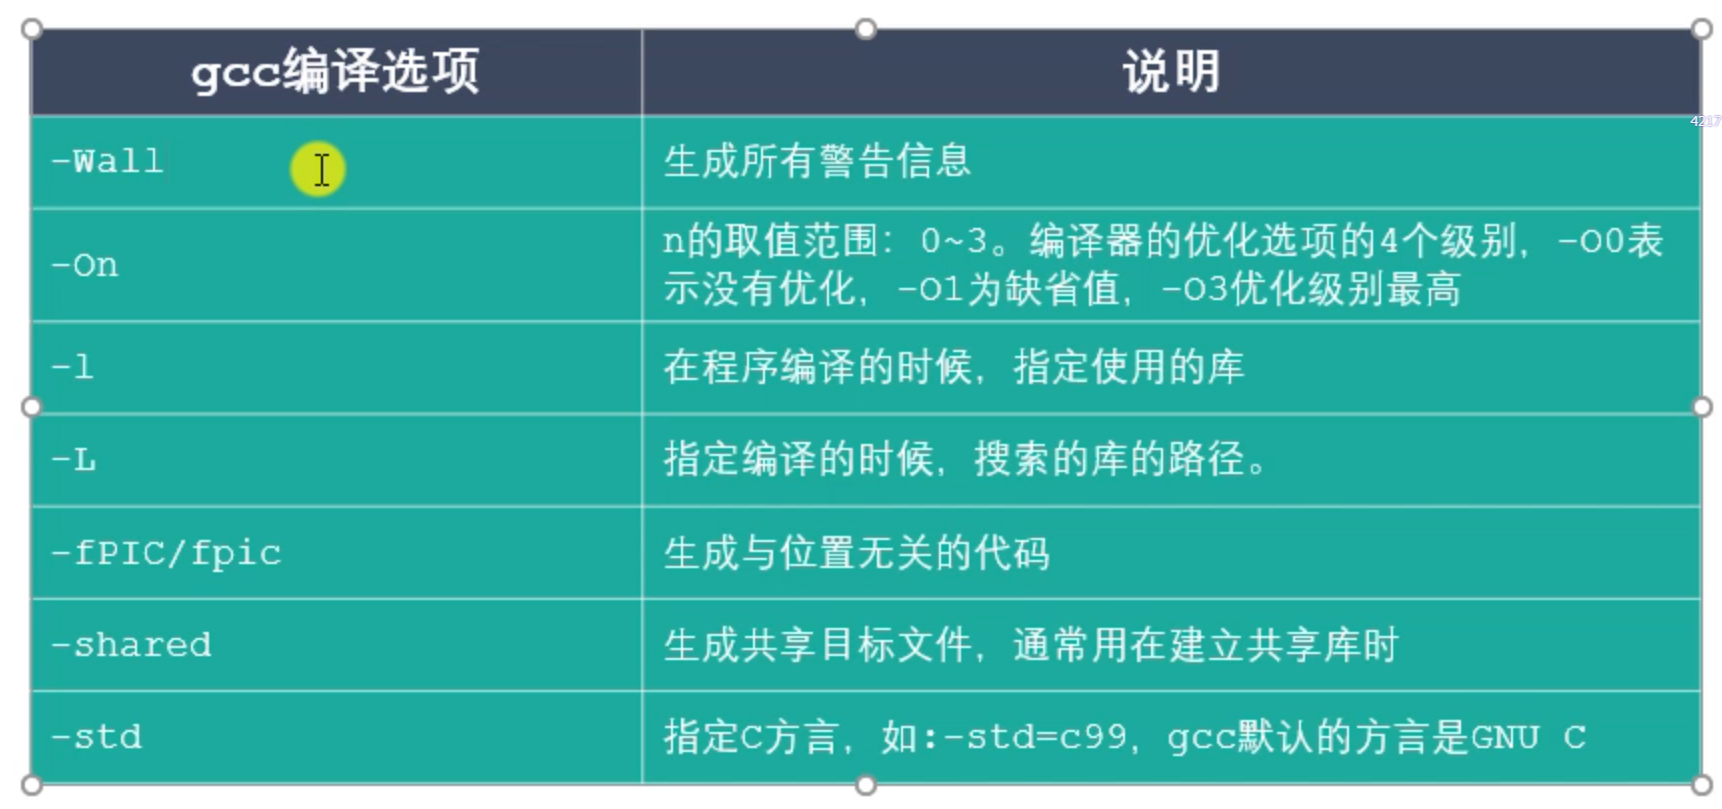 gcc编译选项 说明
4217
-Wall 生成所有警告信息
-On n的取值范围：0~3。编译器的优化选项的4个级别，-O0表
示没有优化，-O1为缺省值，-O3优化级别最高
-l 在程序编译的时候，指定使用的库
-L 指定编译的时候，搜索的库的路径。
-fPIC/fpic 生成与位置无关的代码
-shared 生成共享目标文件，通常用在建立共享库时
-std 指定C方言，如:-std=c99，gcc默认的方言是GNU C